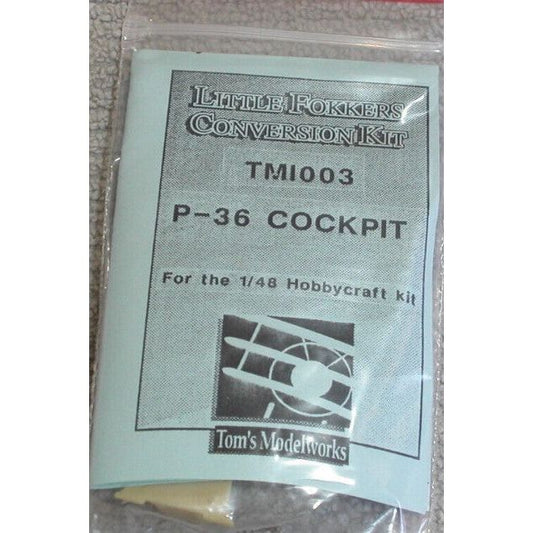 LITTLE FOKKERS
CONVERSION KIT
TMI003
P-36 COCKPIT
For the 1/48 Hobbycraft kit
Tom's Modelworks